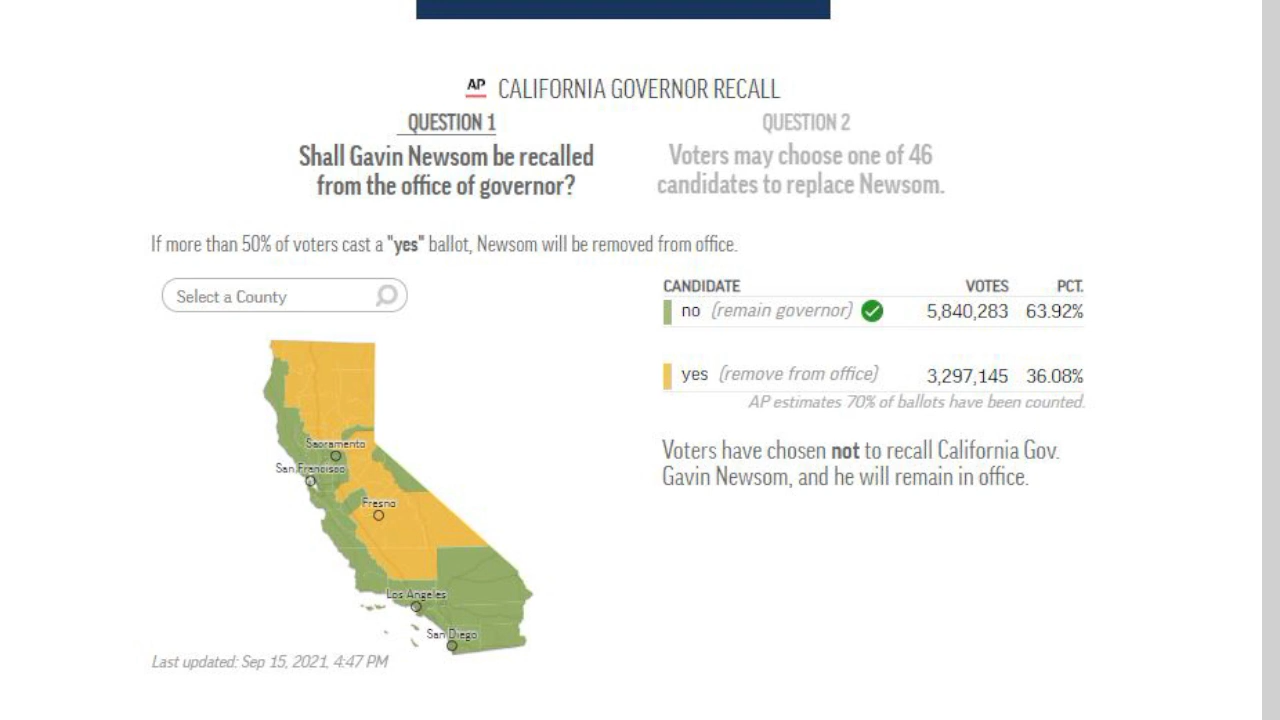 AP CALIFORNIA GOVERNOR RECALL
QUESTION 1
Shall Gavin Newsom be recalled
from the office of governor?
QUESTION 2
Voters may choose one of 46
candidates to replace Newsom.
If more than 50% of voters cast a "yes" ballot, Newsom will be removed from office.
Select a County
CANDIDATE VOTES PCT.
no (remain governor) 5,840,283 63.92%
yes (remove from office) 3,297,145 36.08%
AP estimates 70% of ballots have been counted.
Voters have chosen not to recall California Gov.
Gavin Newsom, and he will remain in office.
Sacramento
San Francisco
Fresno
Los Angeles
San Diego
Last updated: Sep 15, 2021, 4:47 PM